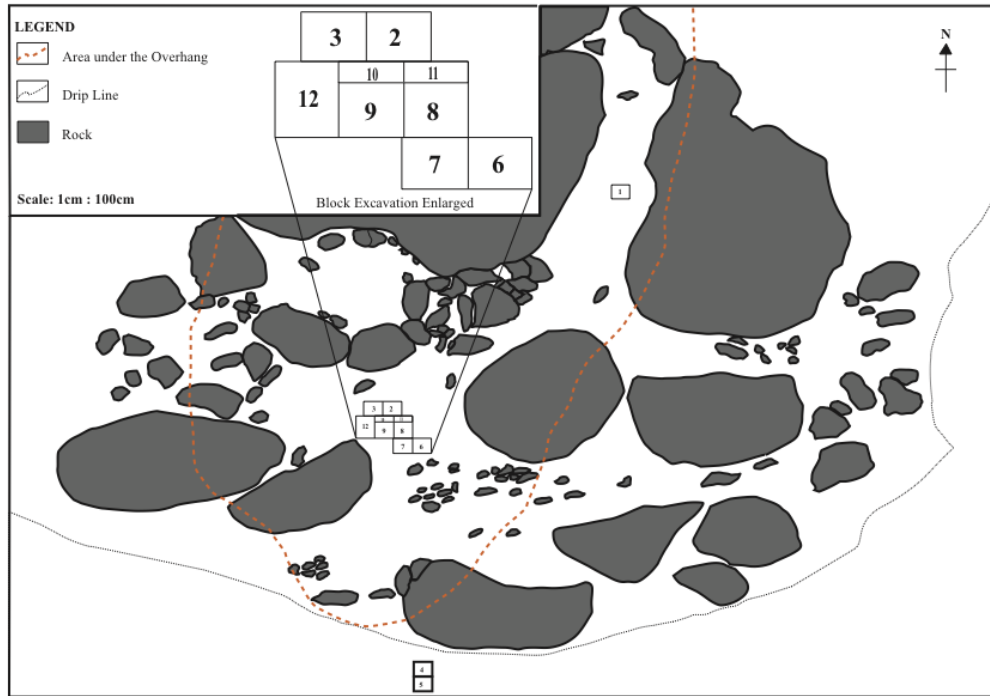 LEGEND
Area under the Overhang
Drip Line
Rock
Scale: 1cm : 100cm
3 2
10 11
12 9 8
7 6
Block Excavation Enlarged
N
1
3 2
12 9 8
7 6
4
5